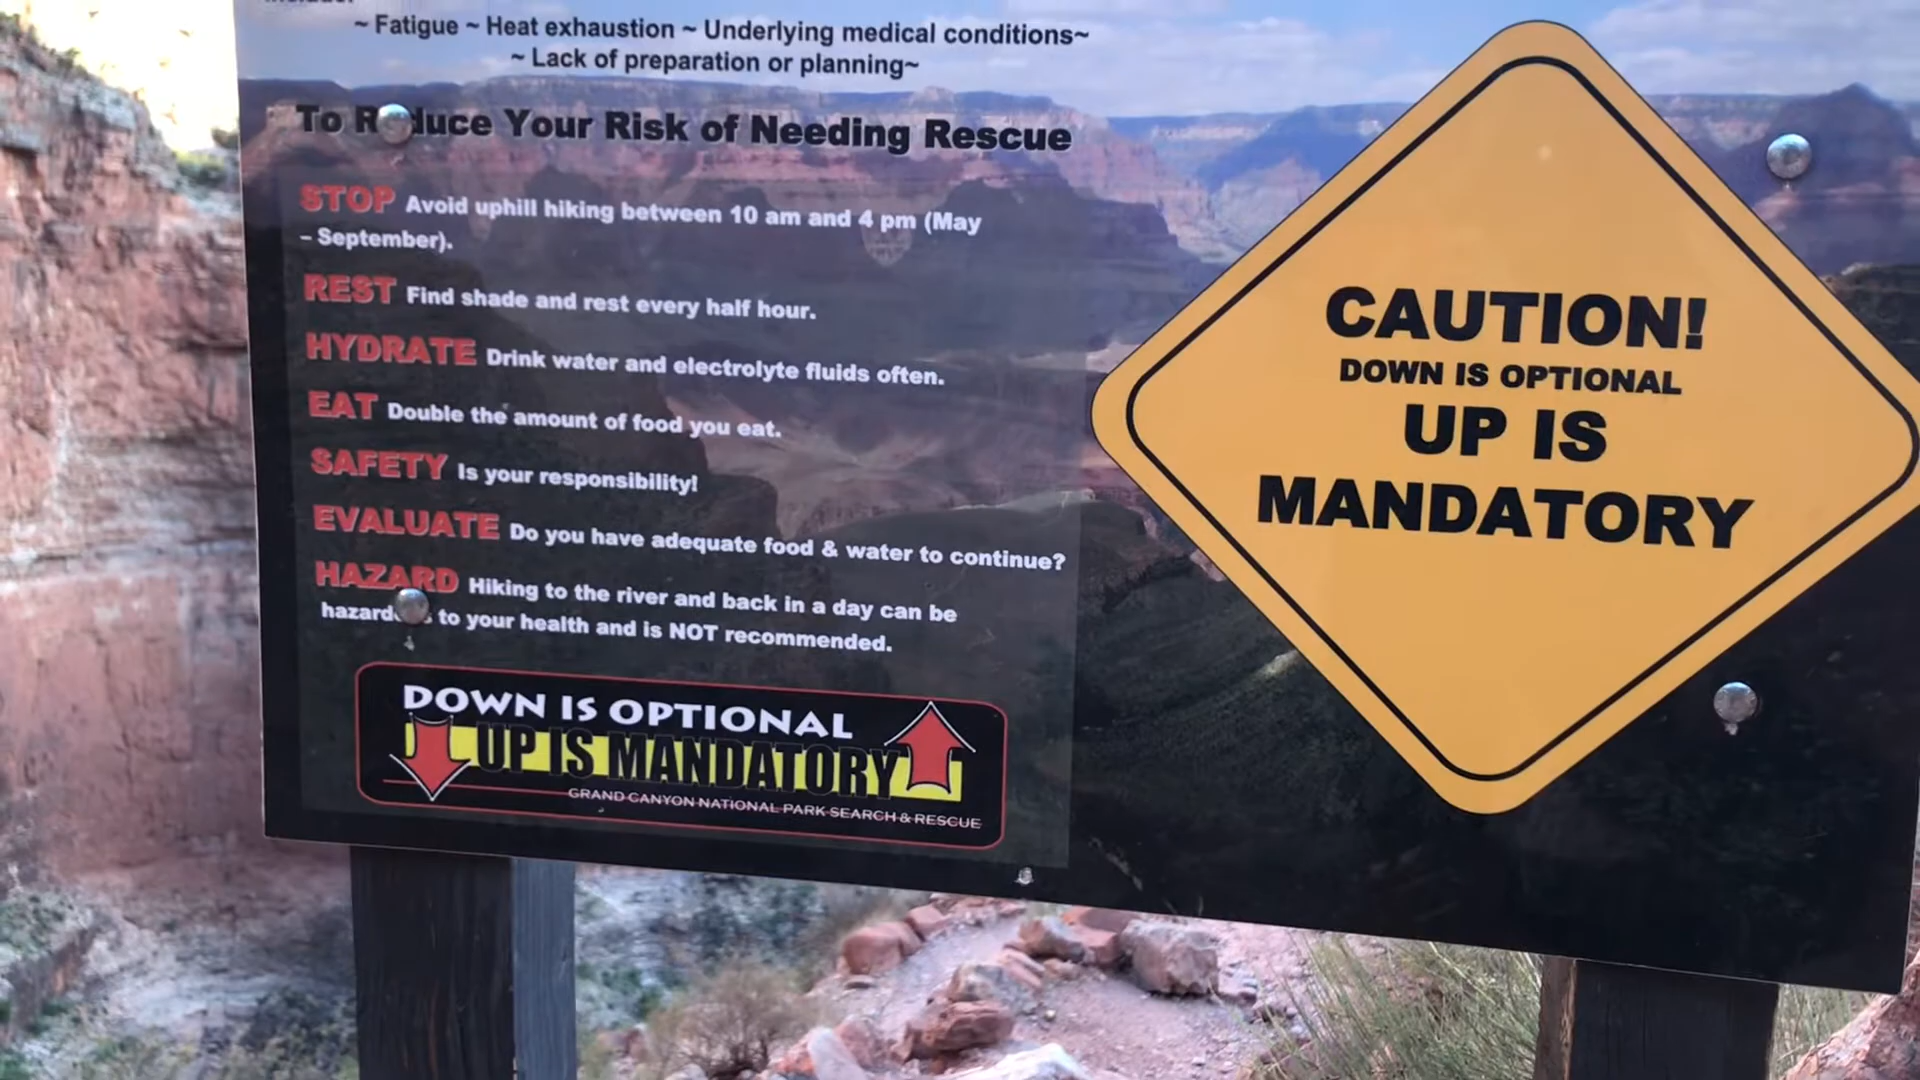 ~ Fatigue ~ Heat exhaustion ~ Underlying medical conditions~
~ Lack of preparation or planning~
To Reduce Your Risk of Needing Rescue
STOP Avoid uphill hiking between 10 am and 4 pm (May
– September).
REST Find shade and rest every half hour.
HYDRATE Drink water and electrolyte fluids often.
EAT Double the amount of food you eat.
SAFETY Is your responsibility!
EVALUATE Do you have adequate food & water to continue?
HAZARD Hiking to the river and back in a day can be
hazardous to your health and is NOT recommended.
DOWN IS OPTIONAL
UP IS MANDATORY
GRAND CANYON NATIONAL PARK SEARCH & RESCUE
CAUTION!
DOWN IS OPTIONAL
UP IS
MANDATORY